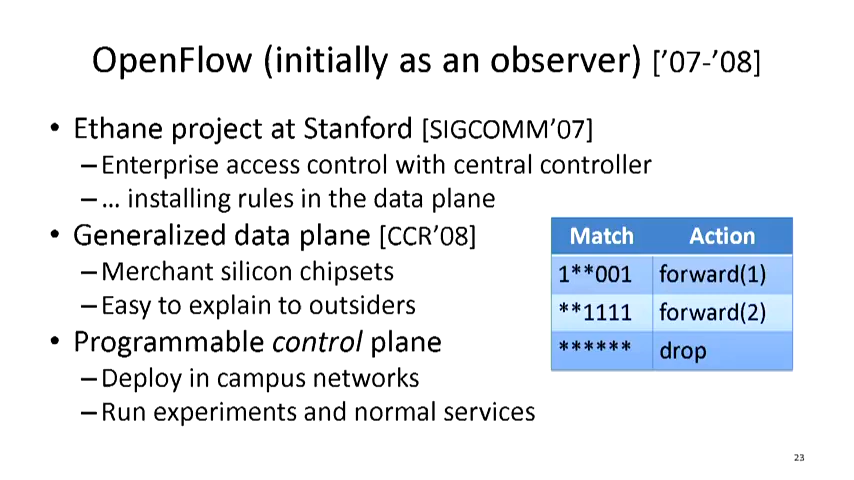 OpenFlow (initially as an observer) [’07-’08]
• Ethane project at Stanford [SIGCOMM’07]
–Enterprise access control with central controller
–… installing rules in the data plane
• Generalized data plane [CCR’08]
–Merchant silicon chipsets
–Easy to explain to outsiders
• Programmable control plane
–Deploy in campus networks
–Run experiments and normal services
Match Action
1**001 forward(1)
**1111 forward(2)
****** drop
23